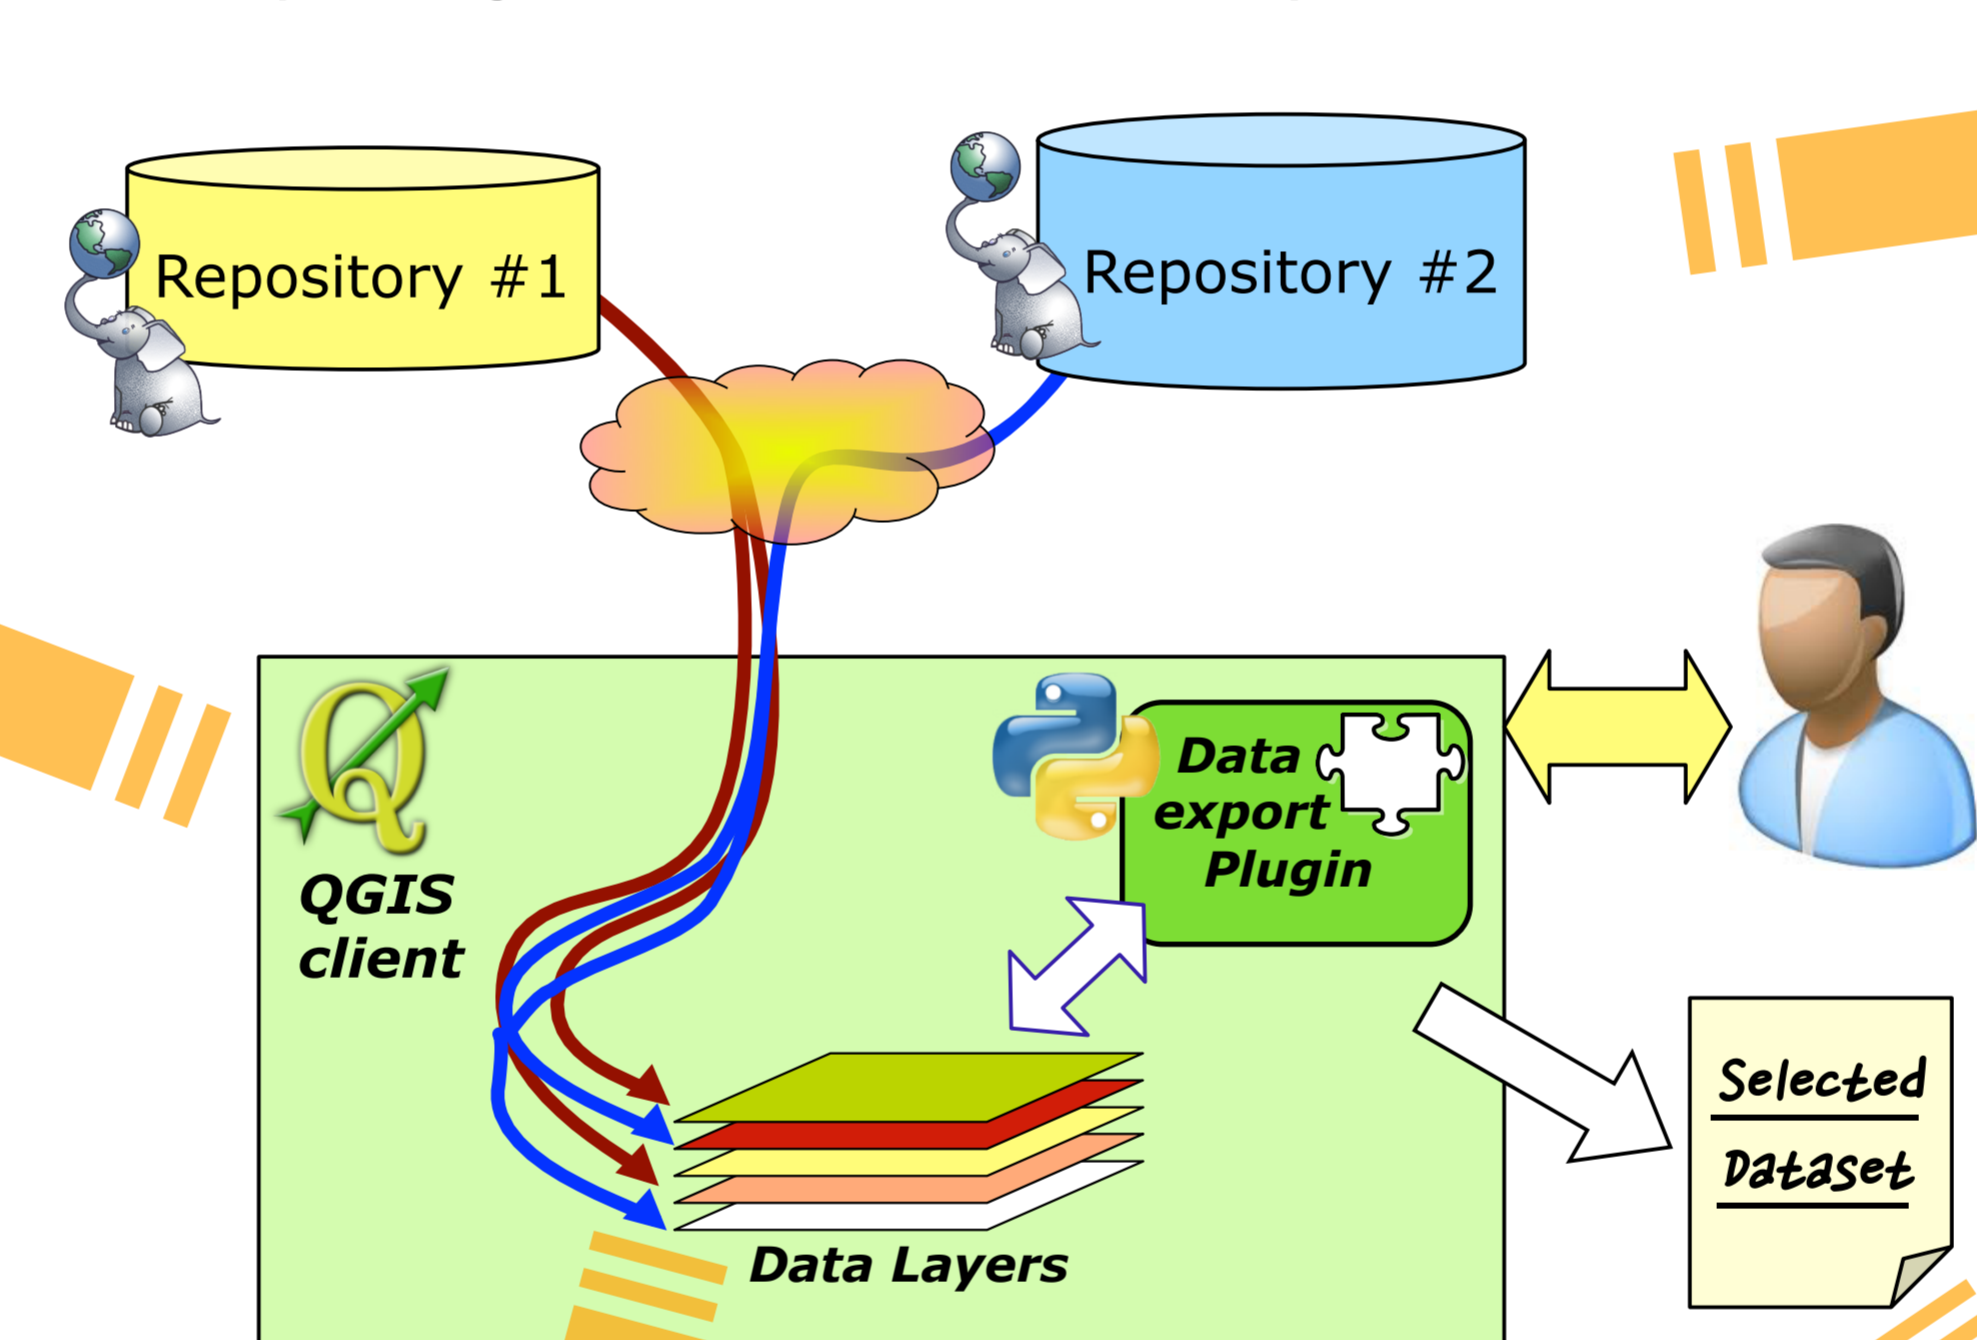 Repository #1
Repository #2
QGIS
client
Data
export
Plugin
Data Layers
Selected
Dataset